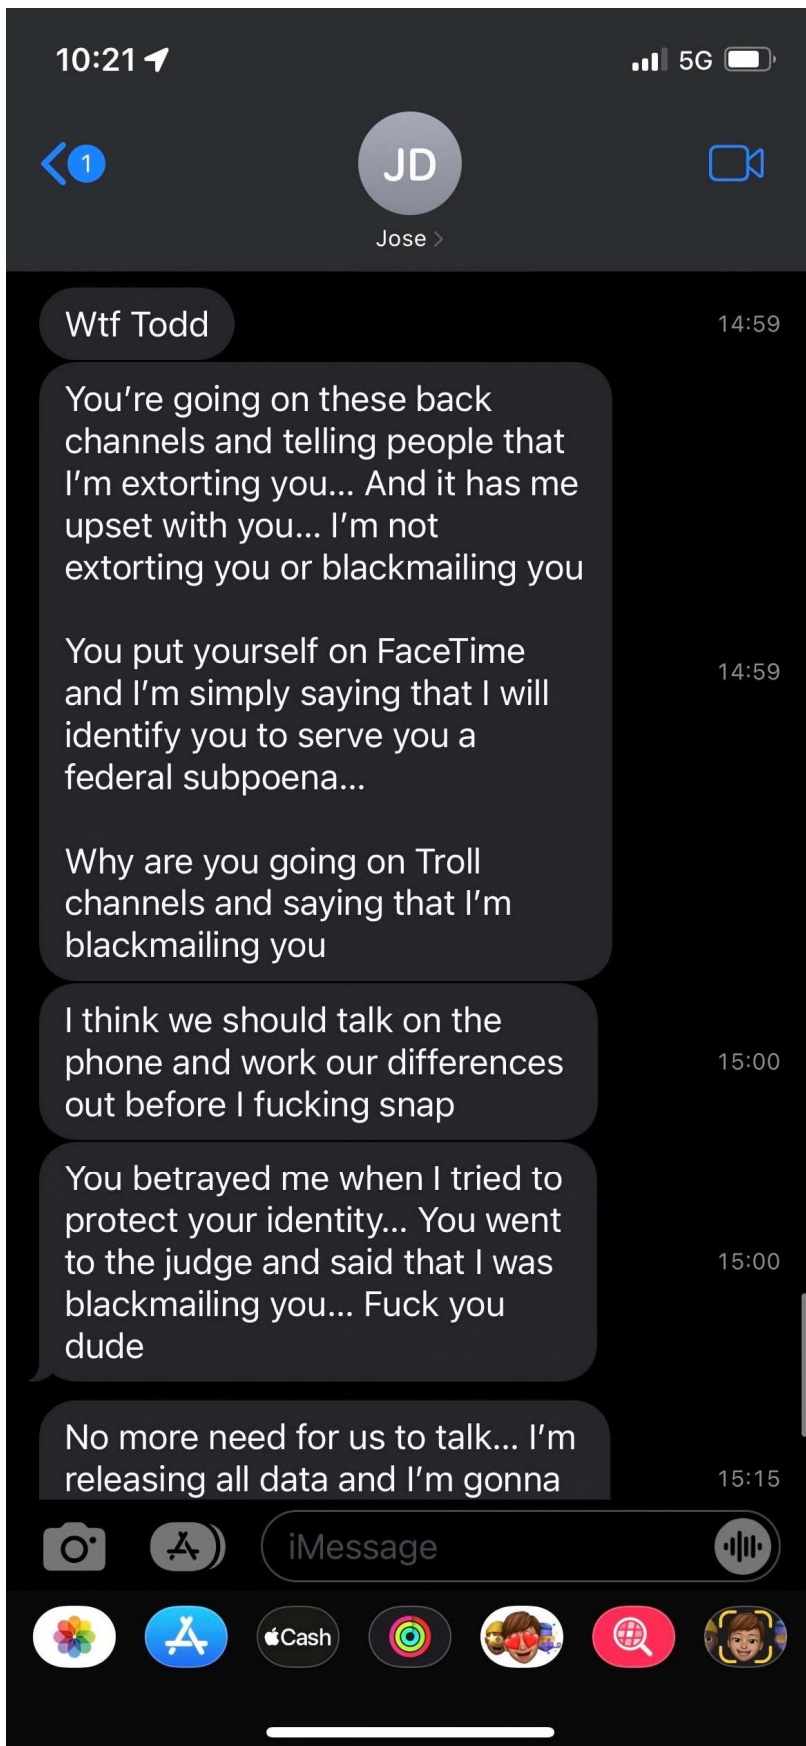 10:21
5G
1
JD
Jose
Wtf Todd
14:59
You’re going on these back
channels and telling people that
I’m extorting you... And it has me
upset with you... I’m not
extorting you or blackmailing you
You put yourself on FaceTime
14:59
and I’m simply saying that I will
identify you to serve you a
federal subpoena...
Why are you going on Troll
channels and saying that I’m
blackmailing you
I think we should talk on the
phone and work our differences
15:00
out before I fucking snap
You betrayed me when I tried to
protect your identity... You went
to the judge and said that I was
15:00
blackmailing you... Fuck you
dude
No more need for us to talk... I’m
releasing all data and I’m gonna
15:15
iMessage
Cash